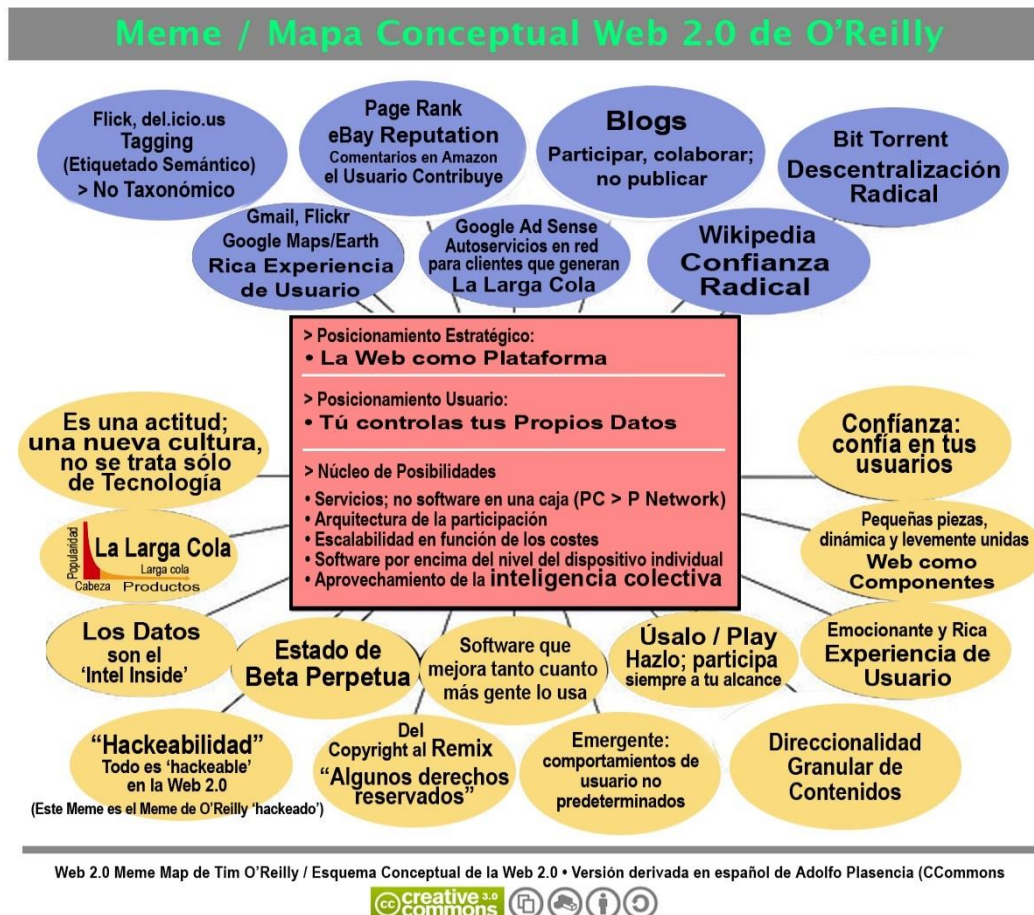 Meme / Mapa Conceptual Web 2.0 de O’Reilly
Flick, del.icio.us
Tagging
(Etiquetado Semántico)
> No Taxonómico
Page Rank
eBay Reputation
Comentarios en Amazon
el Usuario Contribuye
Blogs
Participar, colaborar;
no publicar
Bit Torrent
Descentralización
Radical
Gmail, Flickr
Google Maps/Earth
Rica Experiencia
de Usuario
Google Ad Sense
Autoservicios en red
para clientes que generan
La Larga Cola
Wikipedia
Confianza
Radical
> Posicionamiento Estratégico:
• La Web como Plataforma
> Posicionamiento Usuario:
• Tú controlas tus Propios Datos
> Núcleo de Posibilidades
• Servicios; no software en una caja (PC > P Network)
• Arquitectura de la participación
• Escalabilidad en función de los costes
• Software por encima del nivel del dispositivo individual
• Aprovechamiento de la inteligencia colectiva
Es una actitud;
una nueva cultura,
no se trata sólo
de Tecnología
Confíanza:
confía en tus
usuarios
Popularidad
La Larga Cola
Larga cola
Cabeza Productos
Pequeñas piezas,
dinámica y levemente unidas
Web como
Componentes
Los Datos
son el
‘Intel Inside’
Estado de
Beta Perpetua
Software que
mejora tanto cuanto
más gente lo usa
Úsalo / Play
Hazlo; participa
siempre a tu alcance
Emocionante y Rica
Experiencia de
Usuario
“Hackeabilidad”
Todo es ‘hackeable’
en la Web 2.0
(Este Meme es el Meme de O’Reilly ‘hackeado’)
Del
Copyright al Remix
“Algunos derechos
reservados”
Emergente:
comportamientos de
usuario no
predeterminados
Direccionalidad
Granular de
Contenidos
Web 2.0 Meme Map de Tim O’Reilly / Esquema Conceptual de la Web 2.0 • Versión derivada en español de Adolfo Plasencia (CCommons
cc creative 3.0
commons